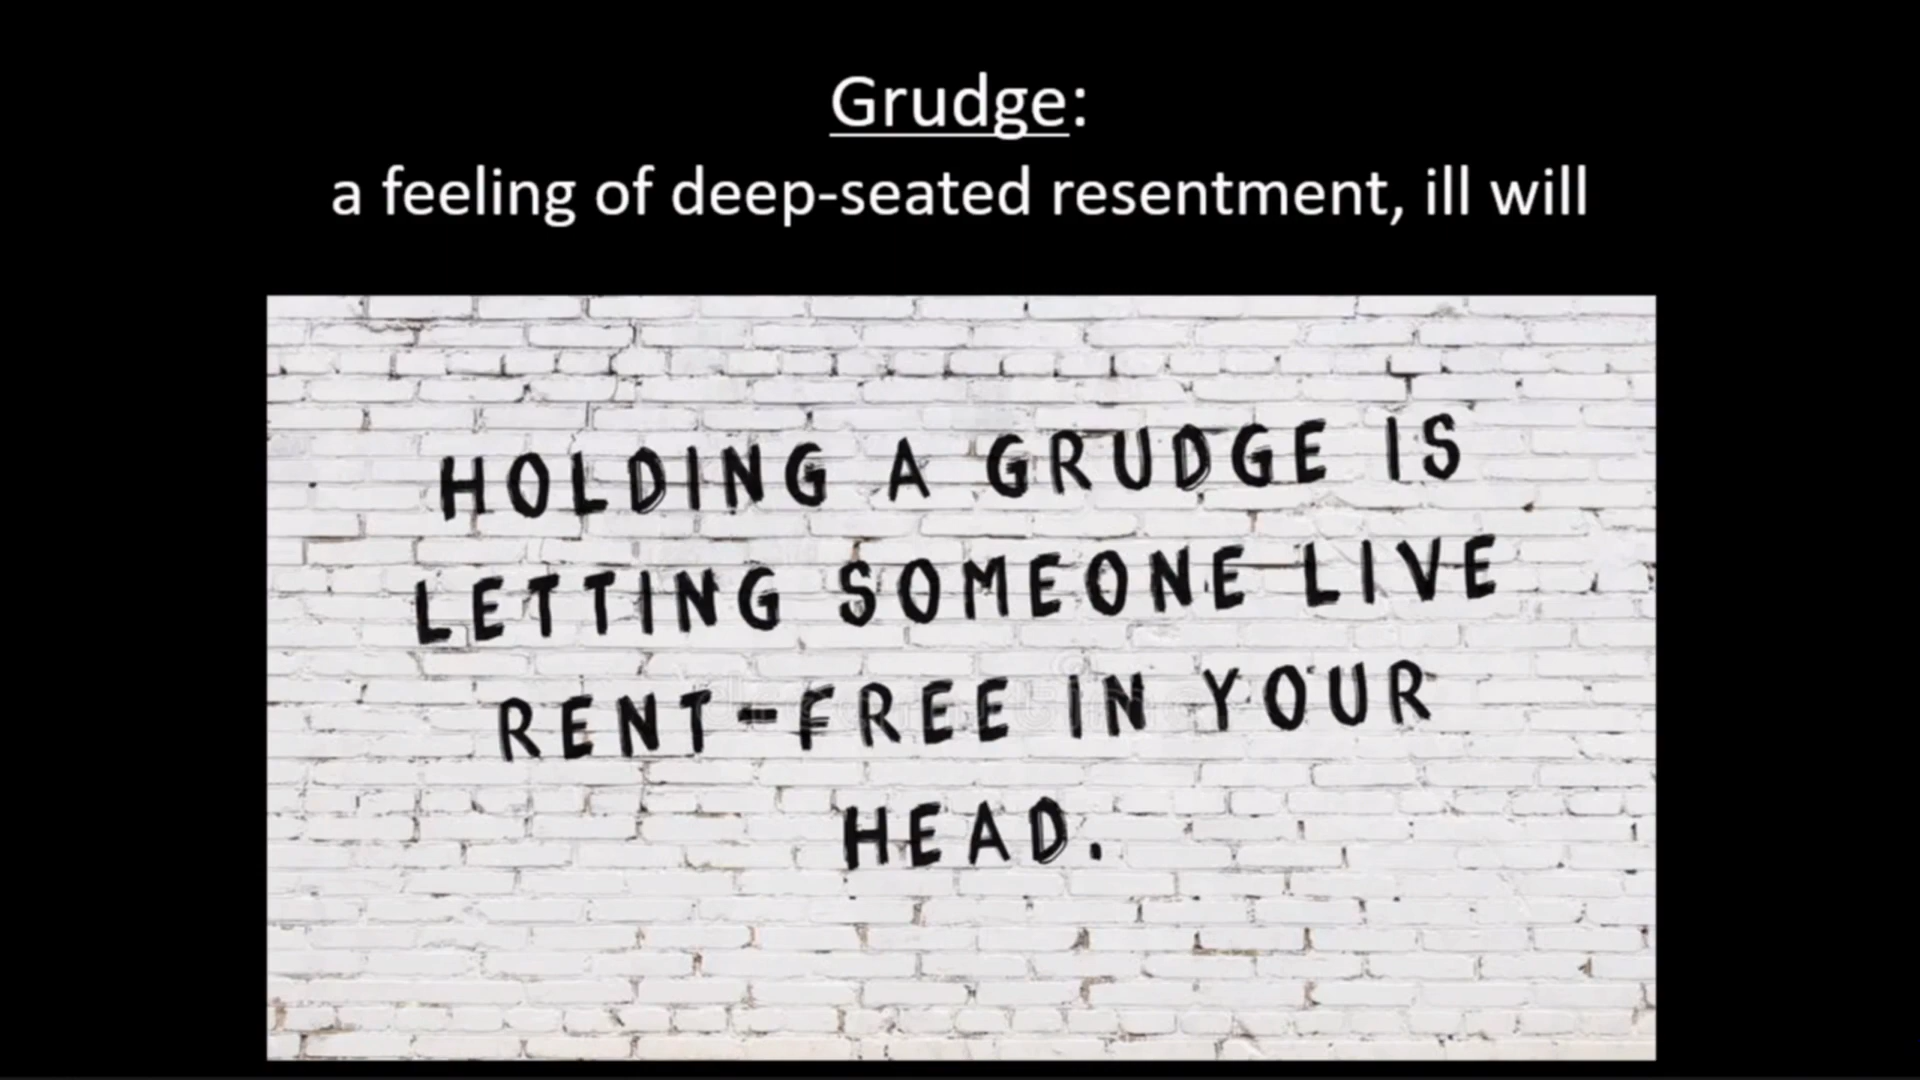 Grudge:
a feeling of deep-seated resentment, ill will
HOLDING A GRUDGE IS
LETTING SOMEONE LIVE
RENT-FREE IN YOUR
HEAD.